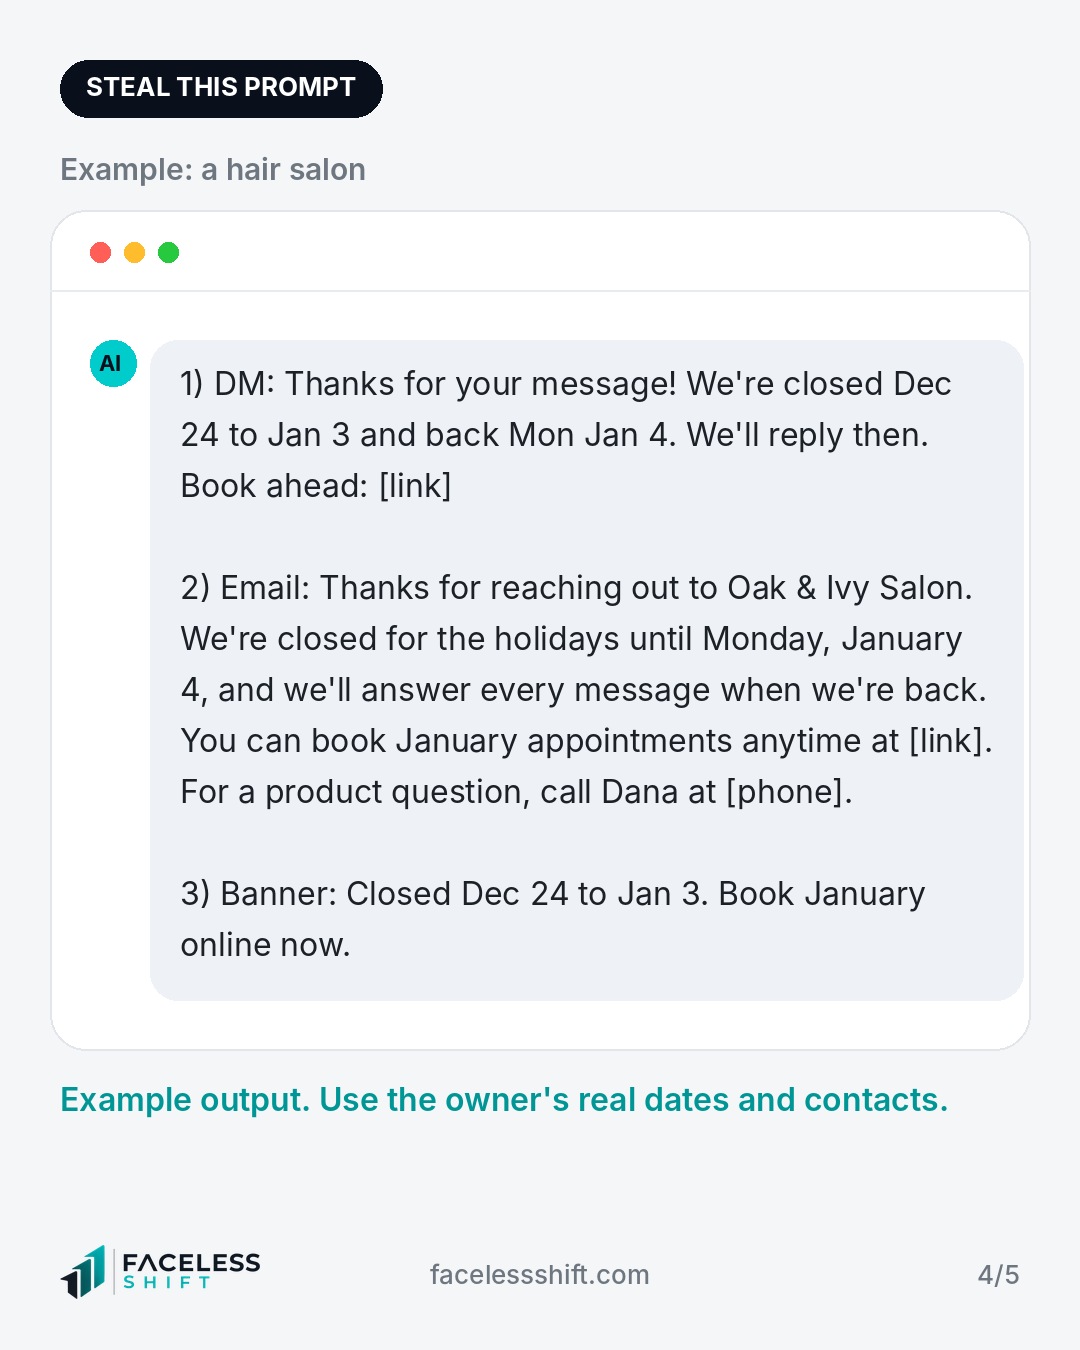 STEAL THIS PROMPT
Example: a hair salon
AI
1) DM: Thanks for your message! We're closed Dec
24 to Jan 3 and back Mon Jan 4. We'll reply then.
Book ahead: [link]
2) Email: Thanks for reaching out to Oak & Ivy Salon.
We're closed for the holidays until Monday, January
4, and we'll answer every message when we're back.
You can book January appointments anytime at [link].
For a product question, call Dana at [phone].
3) Banner: Closed Dec 24 to Jan 3. Book January
online now.
Example output. Use the owner's real dates and contacts.
FACELESS
SHIFT
facelessshift.com
4/5